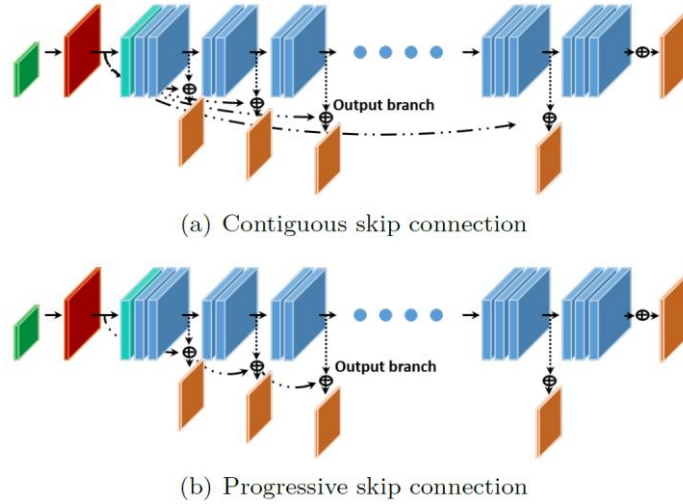 Output branch
(a) Contiguous skip connection
Output branch
(b) Progressive skip connection